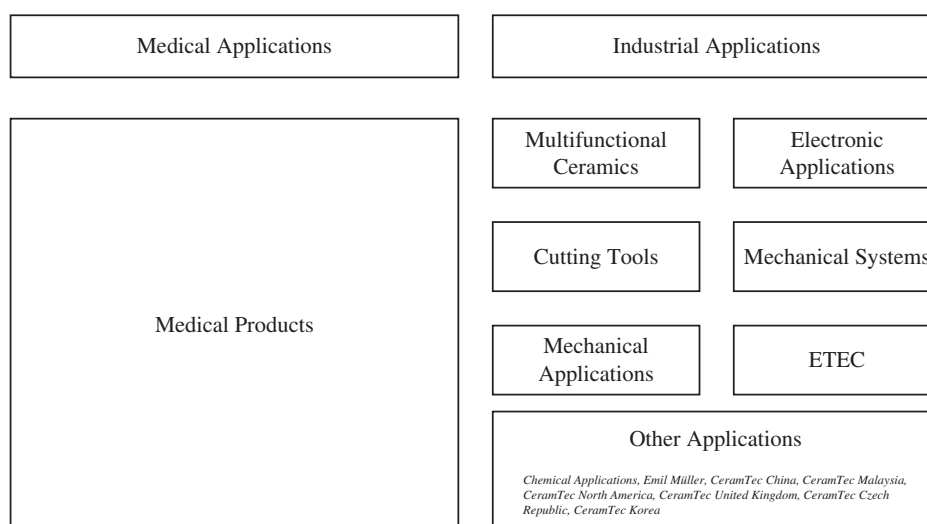 Medical Applications
Industrial Applications
Medical Products
Multifunctional
Ceramics
Electronic
Applications
Cutting Tools
Mechanical Systems
Mechanical
Applications
ETEC
Other Applications
Chemical Applications, Emil Müller, CeramTec China, CeramTec Malaysia,
CeramTec North America, CeramTec United Kingdom, CeramTec Czech
Republic, CeramTec Korea